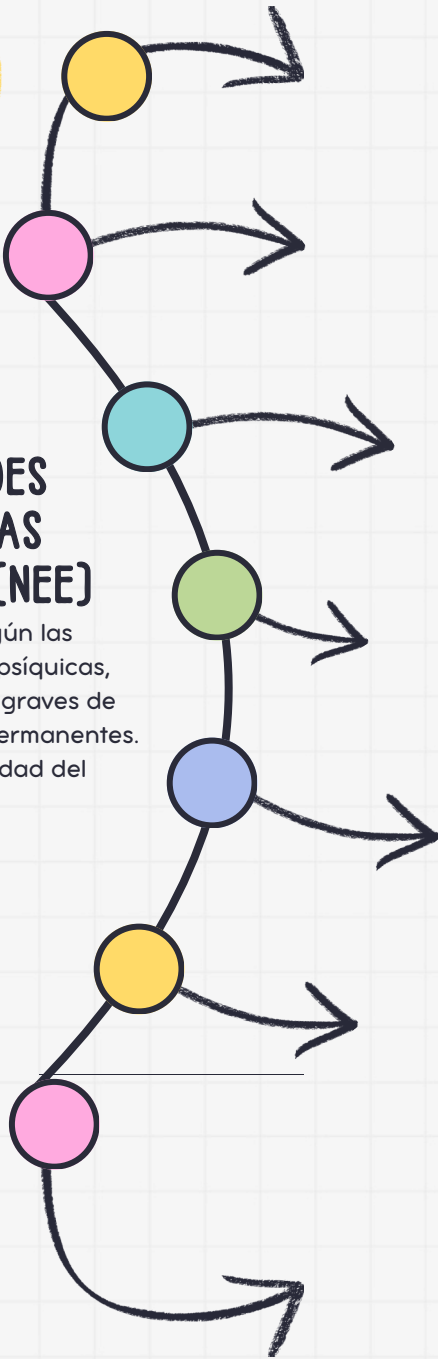 DES
AS
(NEE)
gún las
osíquicas,
graves de
ermanentes.
dad del